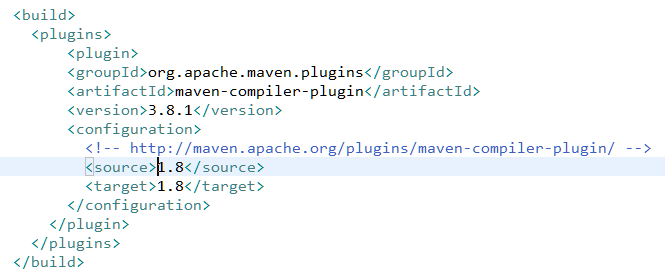 <build>
<plugins>
<plugin>
<groupId>org.apache.maven.plugins</groupId>
<artifactId>maven-compiler-plugin</artifactId>
<version>3.8.1</version>
<configuration>
<!-- http://maven.apache.org/plugins/maven-compiler-plugin/ -->
<source>1.8</source>
<target>1.8</target>
</configuration>
</plugin>
</plugins>
</build>